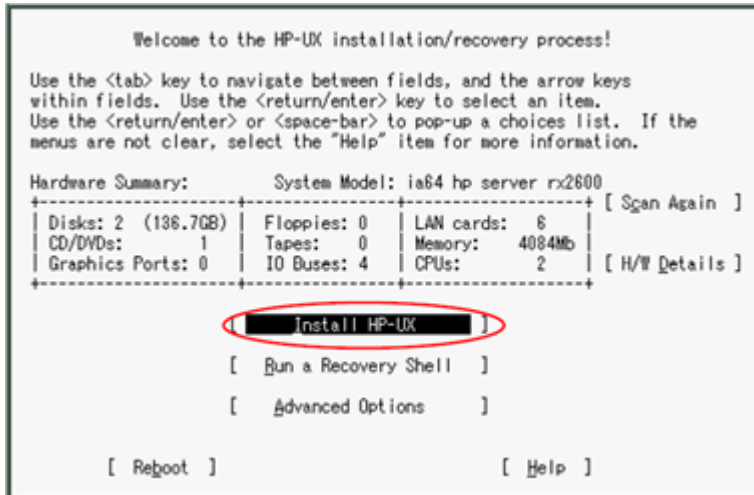 Welcome to the HP-UX installation/recovery process!
Use the <tab> key to navigate between fields, and the arrow keys
within fields.  Use the <return/enter> key to select an item.
Use the <return/enter> or <space-bar> to pop-up a choices list.  If the
menus are not clear, select the "Help" item for more information.
Hardware Summary:          System Model:  ia64 hp server rx2600
[ Scan Again  ]
| Disks: 2  (136.7GB) |  Floppies: 0  | LAN cards:   6      |
| CD/DVDs:         1  |  Tapes:    0  | Memory:    4084Mb  |
| Graphics Ports: 0   |  IO Buses: 4  | CPUs:        2      |  [ H/W Details ]
[      Install HP-UX       ]
[   Run a Recovery Shell   ]
[    Advanced Options      ]
[  Reboot  ]                              [  Help  ]